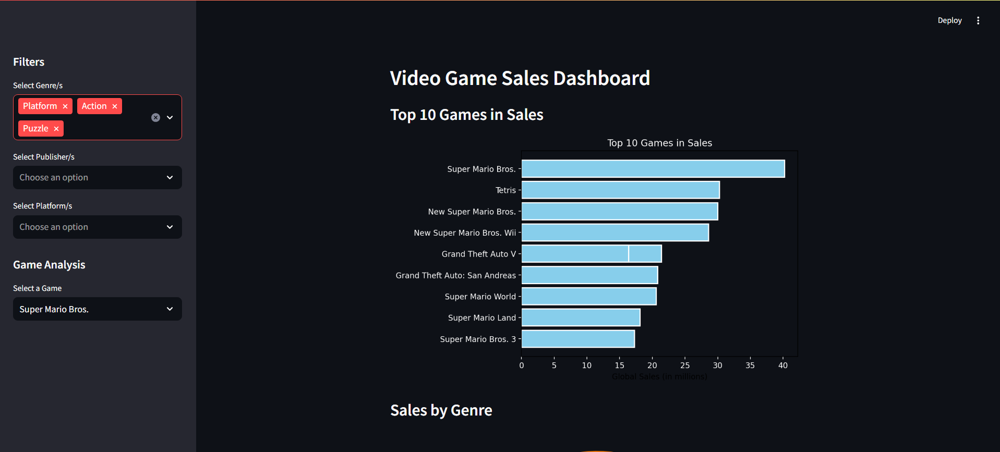 Deploy
Filters
Select Genre/s
Platform × Action ×
Puzzle ×
Select Publisher/s
Choose an option
Select Platform/s
Choose an option
Game Analysis
Select a Game
Super Mario Bros.
Video Game Sales Dashboard
Top 10 Games in Sales
Top 10 Games in Sales
Super Mario Bros.
Tetris
New Super Mario Bros.
New Super Mario Bros. Wii
Grand Theft Auto V
Grand Theft Auto: San Andreas
Super Mario World
Super Mario Land
Super Mario Bros. 3
0 5 10 15 20 25 30 35 40
Global Sales (in millions)
Sales by Genre